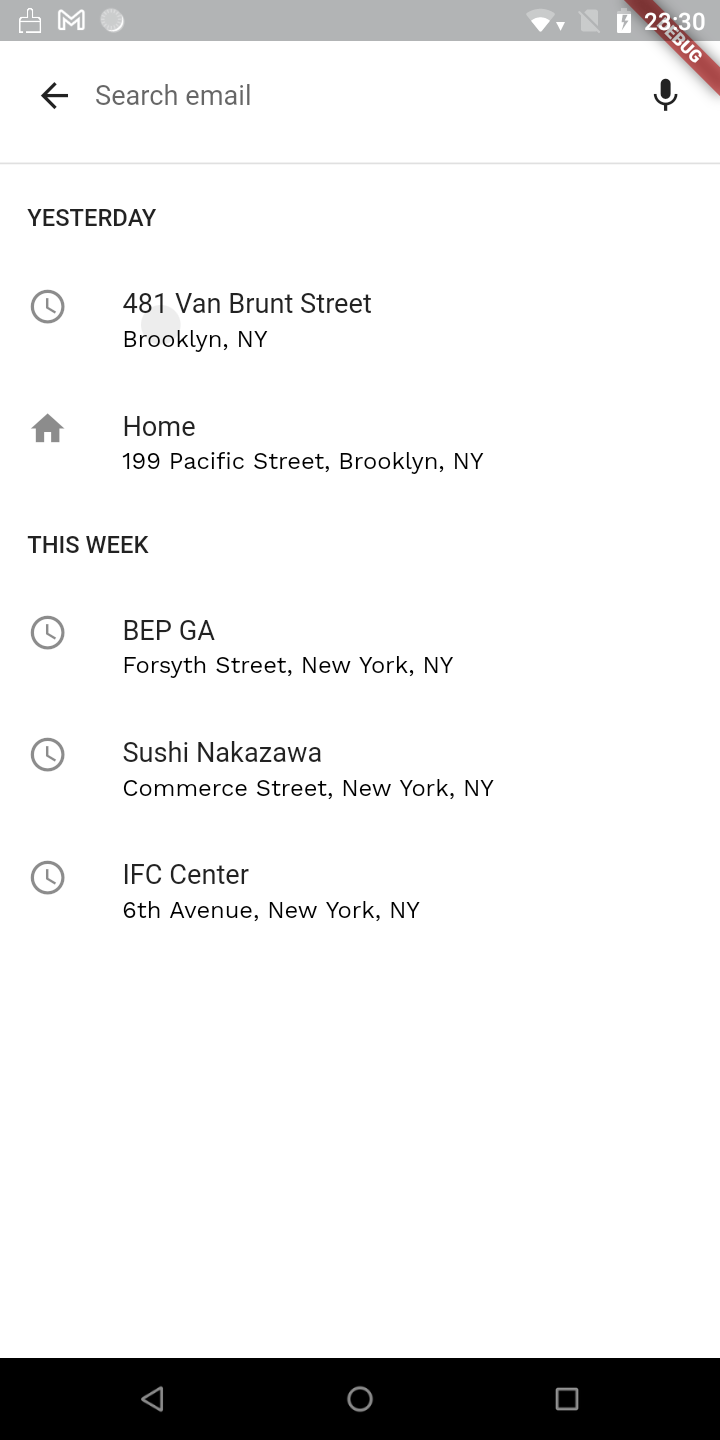 23:30
DEBUG
Search email
YESTERDAY
481 Van Brunt Street
Brooklyn, NY
Home
199 Pacific Street, Brooklyn, NY
THIS WEEK
BEP GA
Forsyth Street, New York, NY
Sushi Nakazawa
Commerce Street, New York, NY
IFC Center
6th Avenue, New York, NY